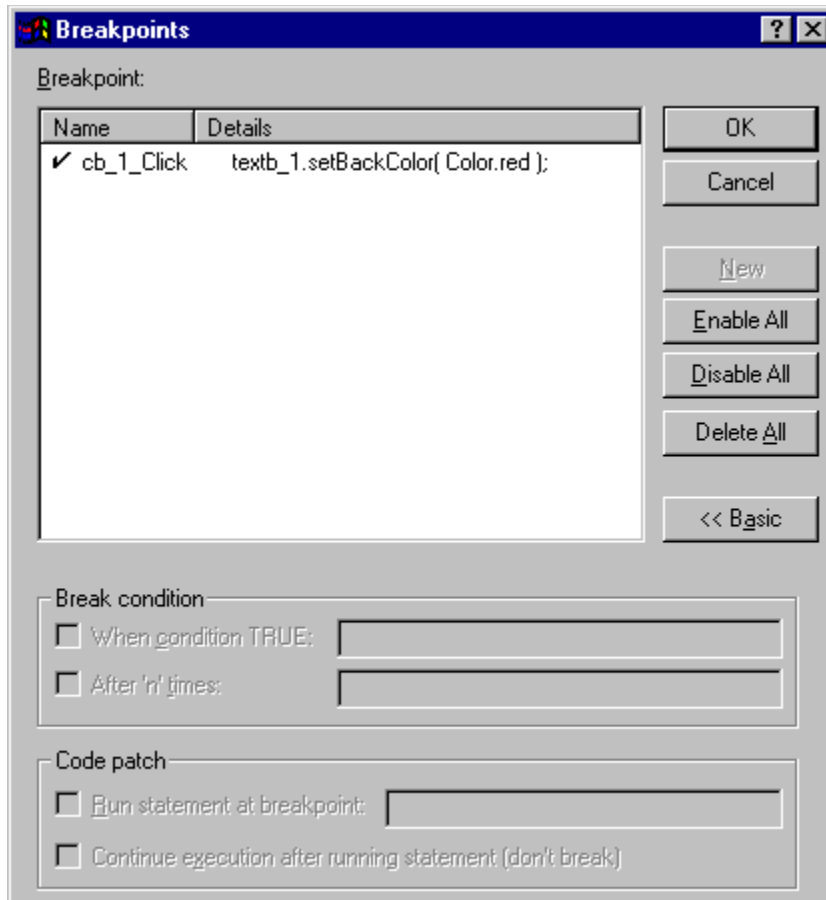 Breakpoints
Breakpoint:
Name Details
cb_1_Click textb_1.setBackColor( Color.red );
OK
Cancel
New
Enable All
Disable All
Delete All
<< Basic
Break condition
When condition TRUE:
After 'n' times:
Code patch
Run statement at breakpoint:
Continue execution after running statement (don't break)